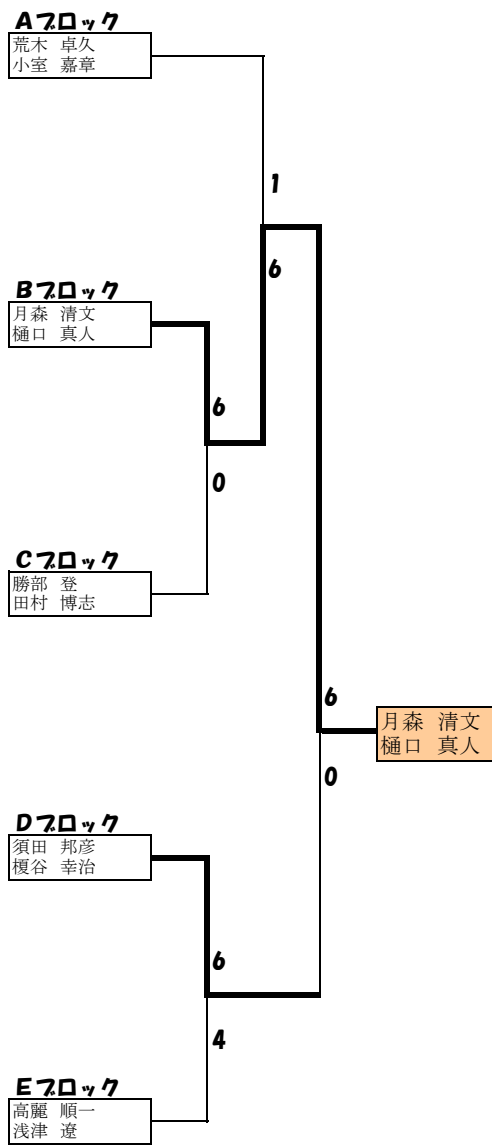 Aブロック
荒木 卓久
小室 嘉章
1
6
Bブロック
月森 清文
樋口 真人
6
0
Cブロック
勝部 登
田村 博志
6
0
月森 清文
樋口 真人
Dブロック
須田 邦彦
榎谷 幸治
6
4
Eブロック
高麗 順一
浅津 遼